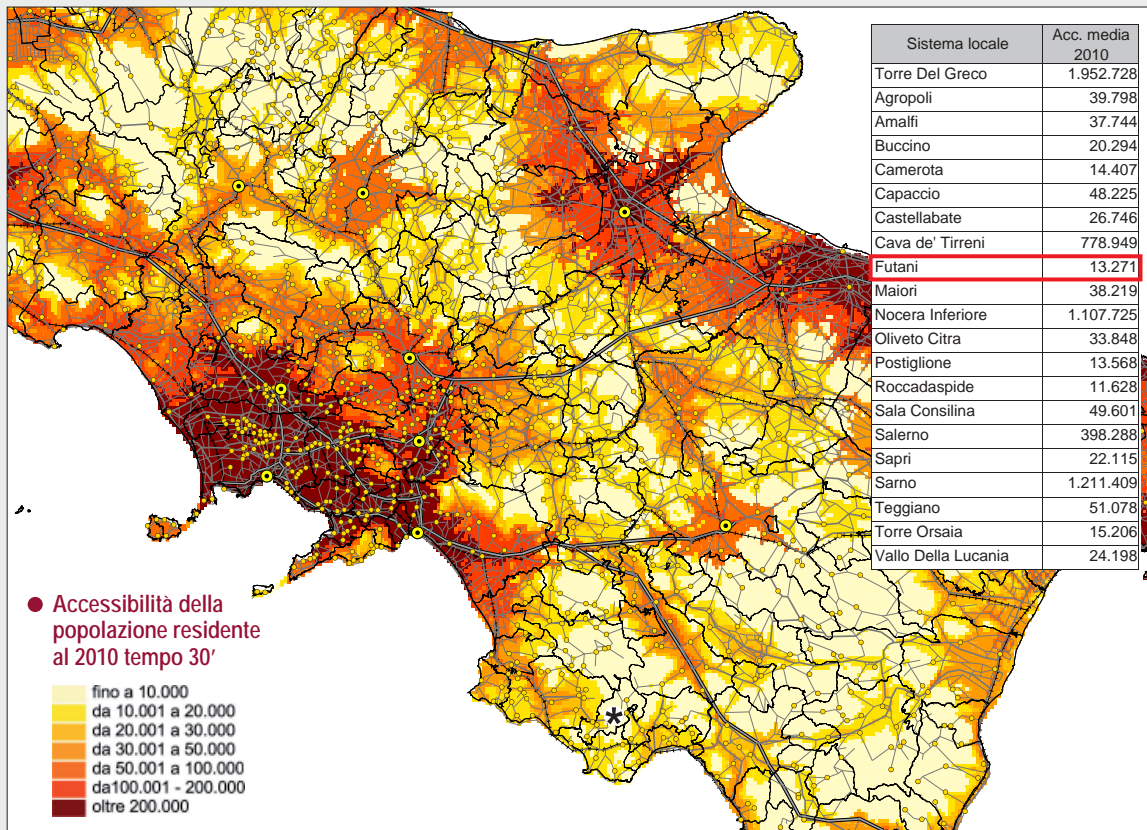 Sistema locale Acc. media 2010
Torre Del Greco 1.952.728
Agropoli 39.798
Amalfi 37.744
Buccino 20.294
Camerota 14.407
Capaccio 48.225
Castellabate 26.746
Cava de' Tirreni 778.949
Futani 13.271
Maiori 38.219
Nocera Inferiore 1.107.725
Oliveto Citra 33.848
Postiglione 13.568
Roccadaspide 11.628
Sala Consilina 49.601
Salerno 398.288
Sapri 22.115
Sarno 1.211.409
Teggiano 51.078
Torre Orsaia 15.206
Vallo Della Lucania 24.198
● Accessibilità della
popolazione residente
al 2010 tempo 30'
fino a 10.000
da 10.001 a 20.000
da 20.001 a 30.000
da 30.001 a 50.000
da 50.001 a 100.000
da100.001 - 200.000
oltre 200.000
*